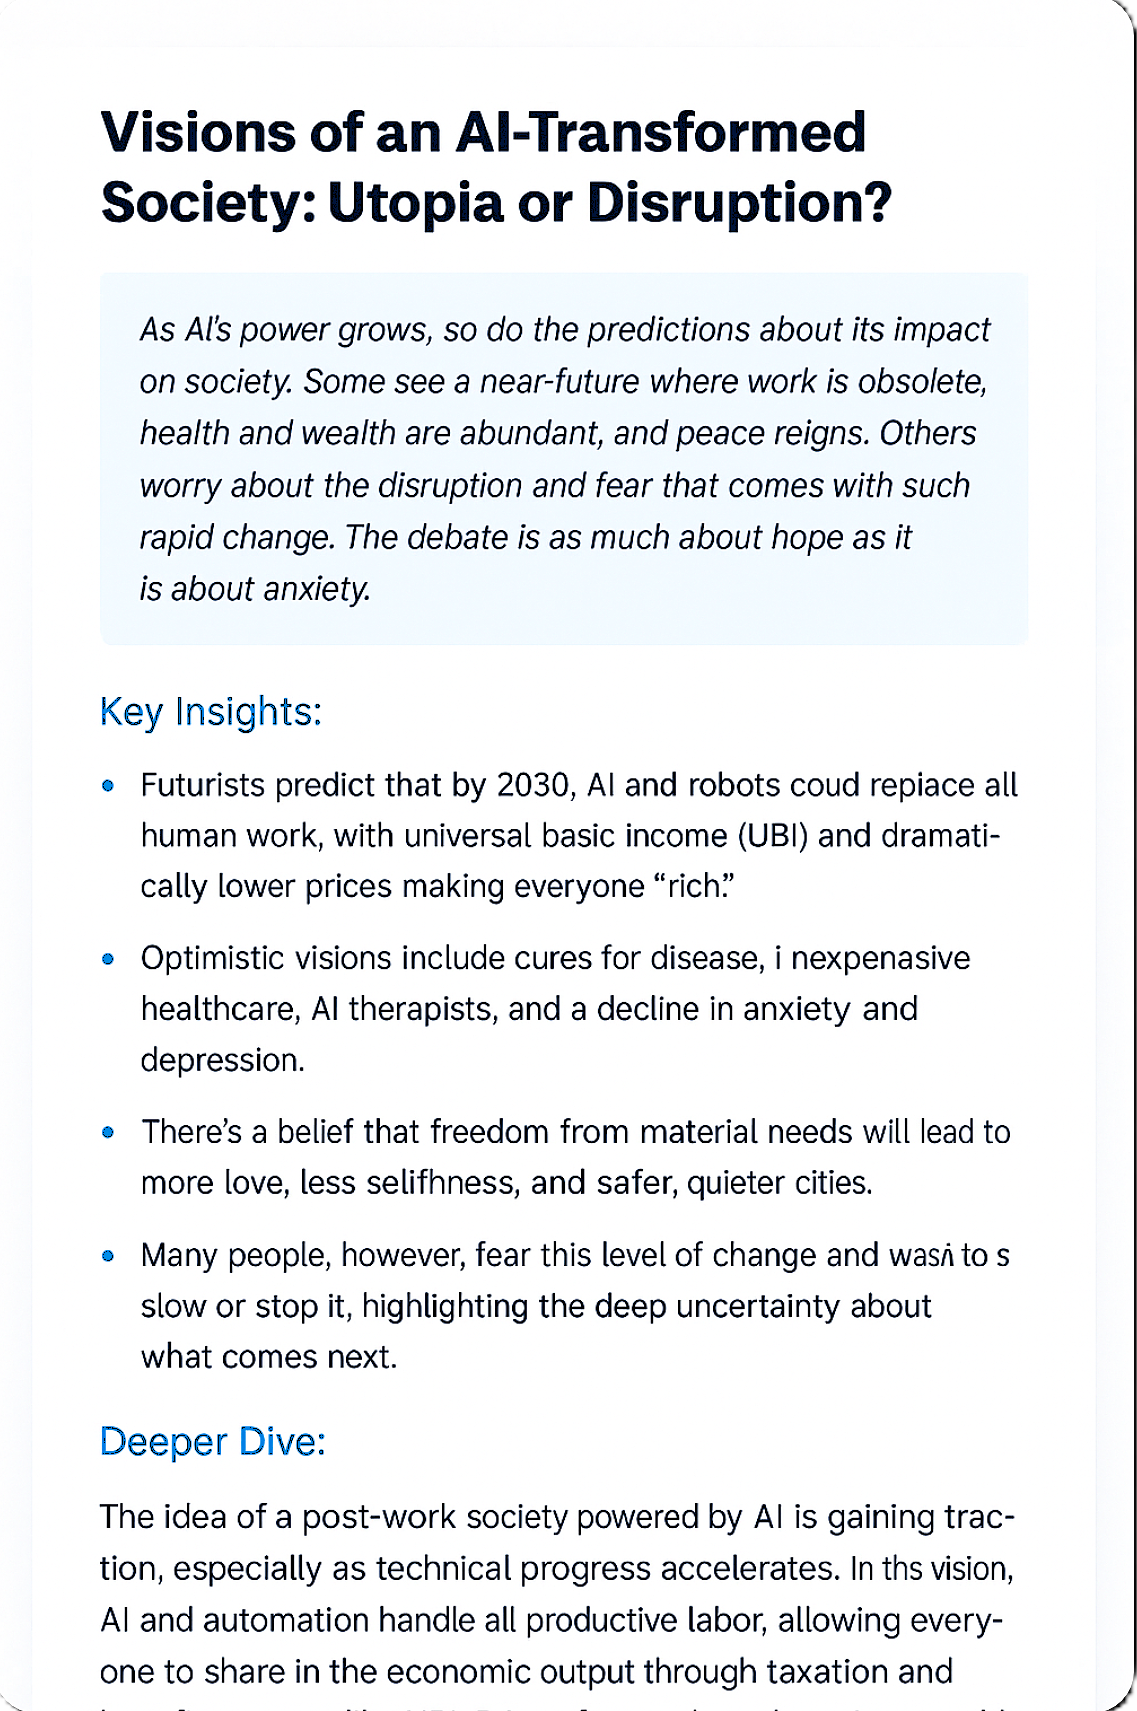 Visions of an AI-Transformed
Society: Utopia or Disruption?
As AI's power grows, so do the predictions about its impact
on society. Some see a near-future where work is obsolete,
health and wealth are abundant, and peace reigns. Others
worry about the disruption and fear that comes with such
rapid change. The debate is as much about hope as it
is about anxiety.
Key Insights:
• Futurists predict that by 2030, AI and robots coud repiace all
human work, with universal basic income (UBI) and dramati-
cally lower prices making everyone “rich.”
• Optimistic visions include cures for disease, i nexpenasive
healthcare, AI therapists, and a decline in anxiety and
depression.
• There’s a belief that freedom from material needs will lead to
more love, less selifhness, and safer, quieter cities.
• Many people, however, fear this level of change and to s
slow or stop it, highlighting the deep uncertainty about
what comes next.
Deeper Dive:
The idea of a post-work society powered by AI is gaining trac-
tion, especially as technical progress accelerates. In ths vision,
AI and automation handle all productive labor, allowing every-
one to share in the economic output through taxation and